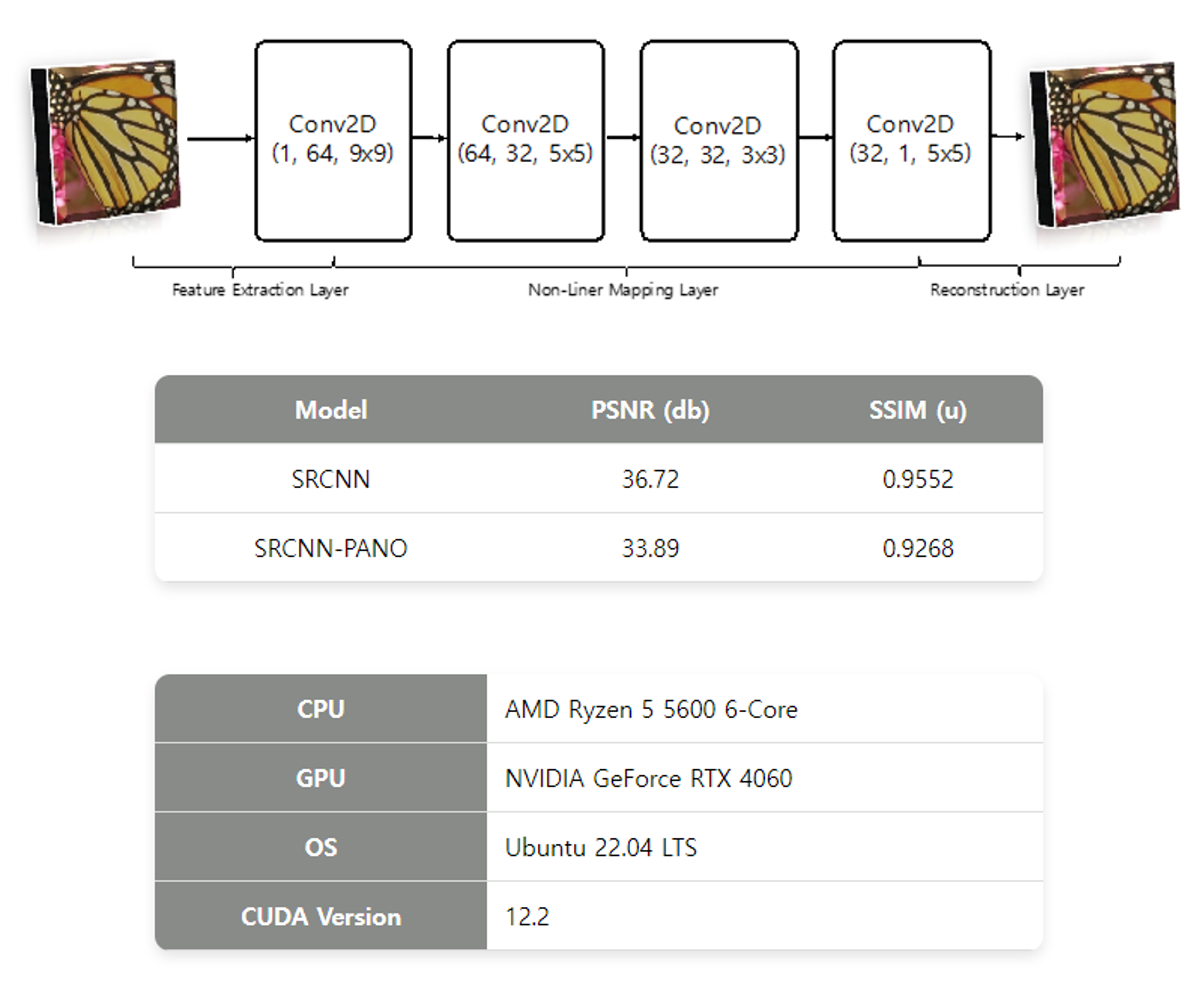 Conv2D
(1, 64, 9x9)
Conv2D
(64, 32, 5x5)
Conv2D
(32, 32, 3x3)
Conv2D
(32, 1, 5x5)
Feature Extraction Layer
Non-Liner Mapping Layer
Reconstruction Layer
Model PSNR (db) SSIM (u)
SRCNN 36.72 0.9552
SRCNN-PANO 33.89 0.9268
CPU AMD Ryzen 5 5600 6-Core
GPU NVIDIA GeForce RTX 4060
OS Ubuntu 22.04 LTS
CUDA Version 12.2